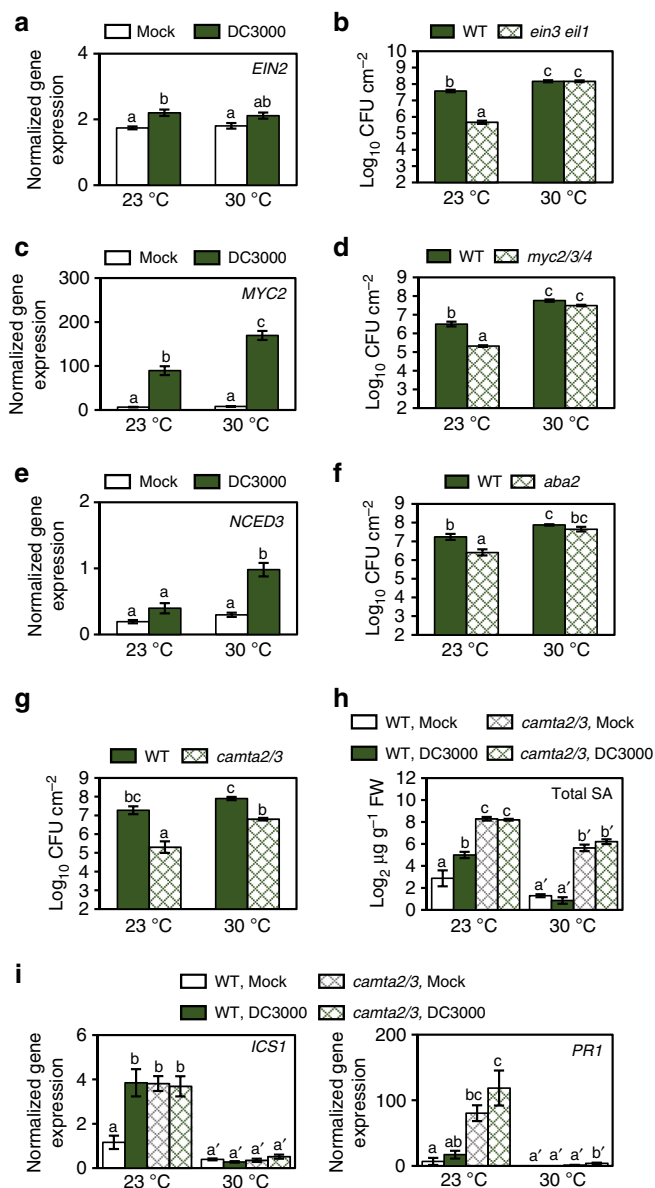 a
Mock DC3000
EIN2
Normalized gene
expression
4
2
0
a b a ab
23 °C 30 °C
b
WT ein3 eil1
Log10 CFU cm−2
10
9
8
7
6
5
4
3
2
b a c c
23 °C 30 °C
c
Mock DC3000
MYC2
Normalized gene
expression
300
200
100
0
a b a c
23 °C 30 °C
d
WT myc2/3/4
Log10 CFU cm−2
9
8
7
6
5
4
3
2
b a c c
23 °C 30 °C
e
Mock DC3000
NCED3
Normalized gene
expression
2
1
0
a a a b
23 °C 30 °C
f
WT aba2
Log10 CFU cm−2
9
8
7
6
5
4
3
2
b a c bc
23 °C 30 °C
g
WT camta2/3
Log10 CFU cm−2
9
8
7
6
5
4
3
2
bc a c b
23 °C 30 °C
h
WT, Mock camta2/3, Mock
WT, DC3000 camta2/3, DC3000
Total SA
Log2 μg g−1 FW
12
10
8
6
4
2
0
a b c c a′ a′ b′ b′
23 °C 30 °C
i
WT, Mock camta2/3, Mock
WT, DC3000 camta2/3, DC3000
ICS1
Normalized gene
expression
6
4
2
0
a b b b a′ a′ a′ a′
23 °C 30 °C
PR1
Normalized gene
expression
200
100
0
a ab bc c a′ a′ a′ b′
23 °C 30 °C